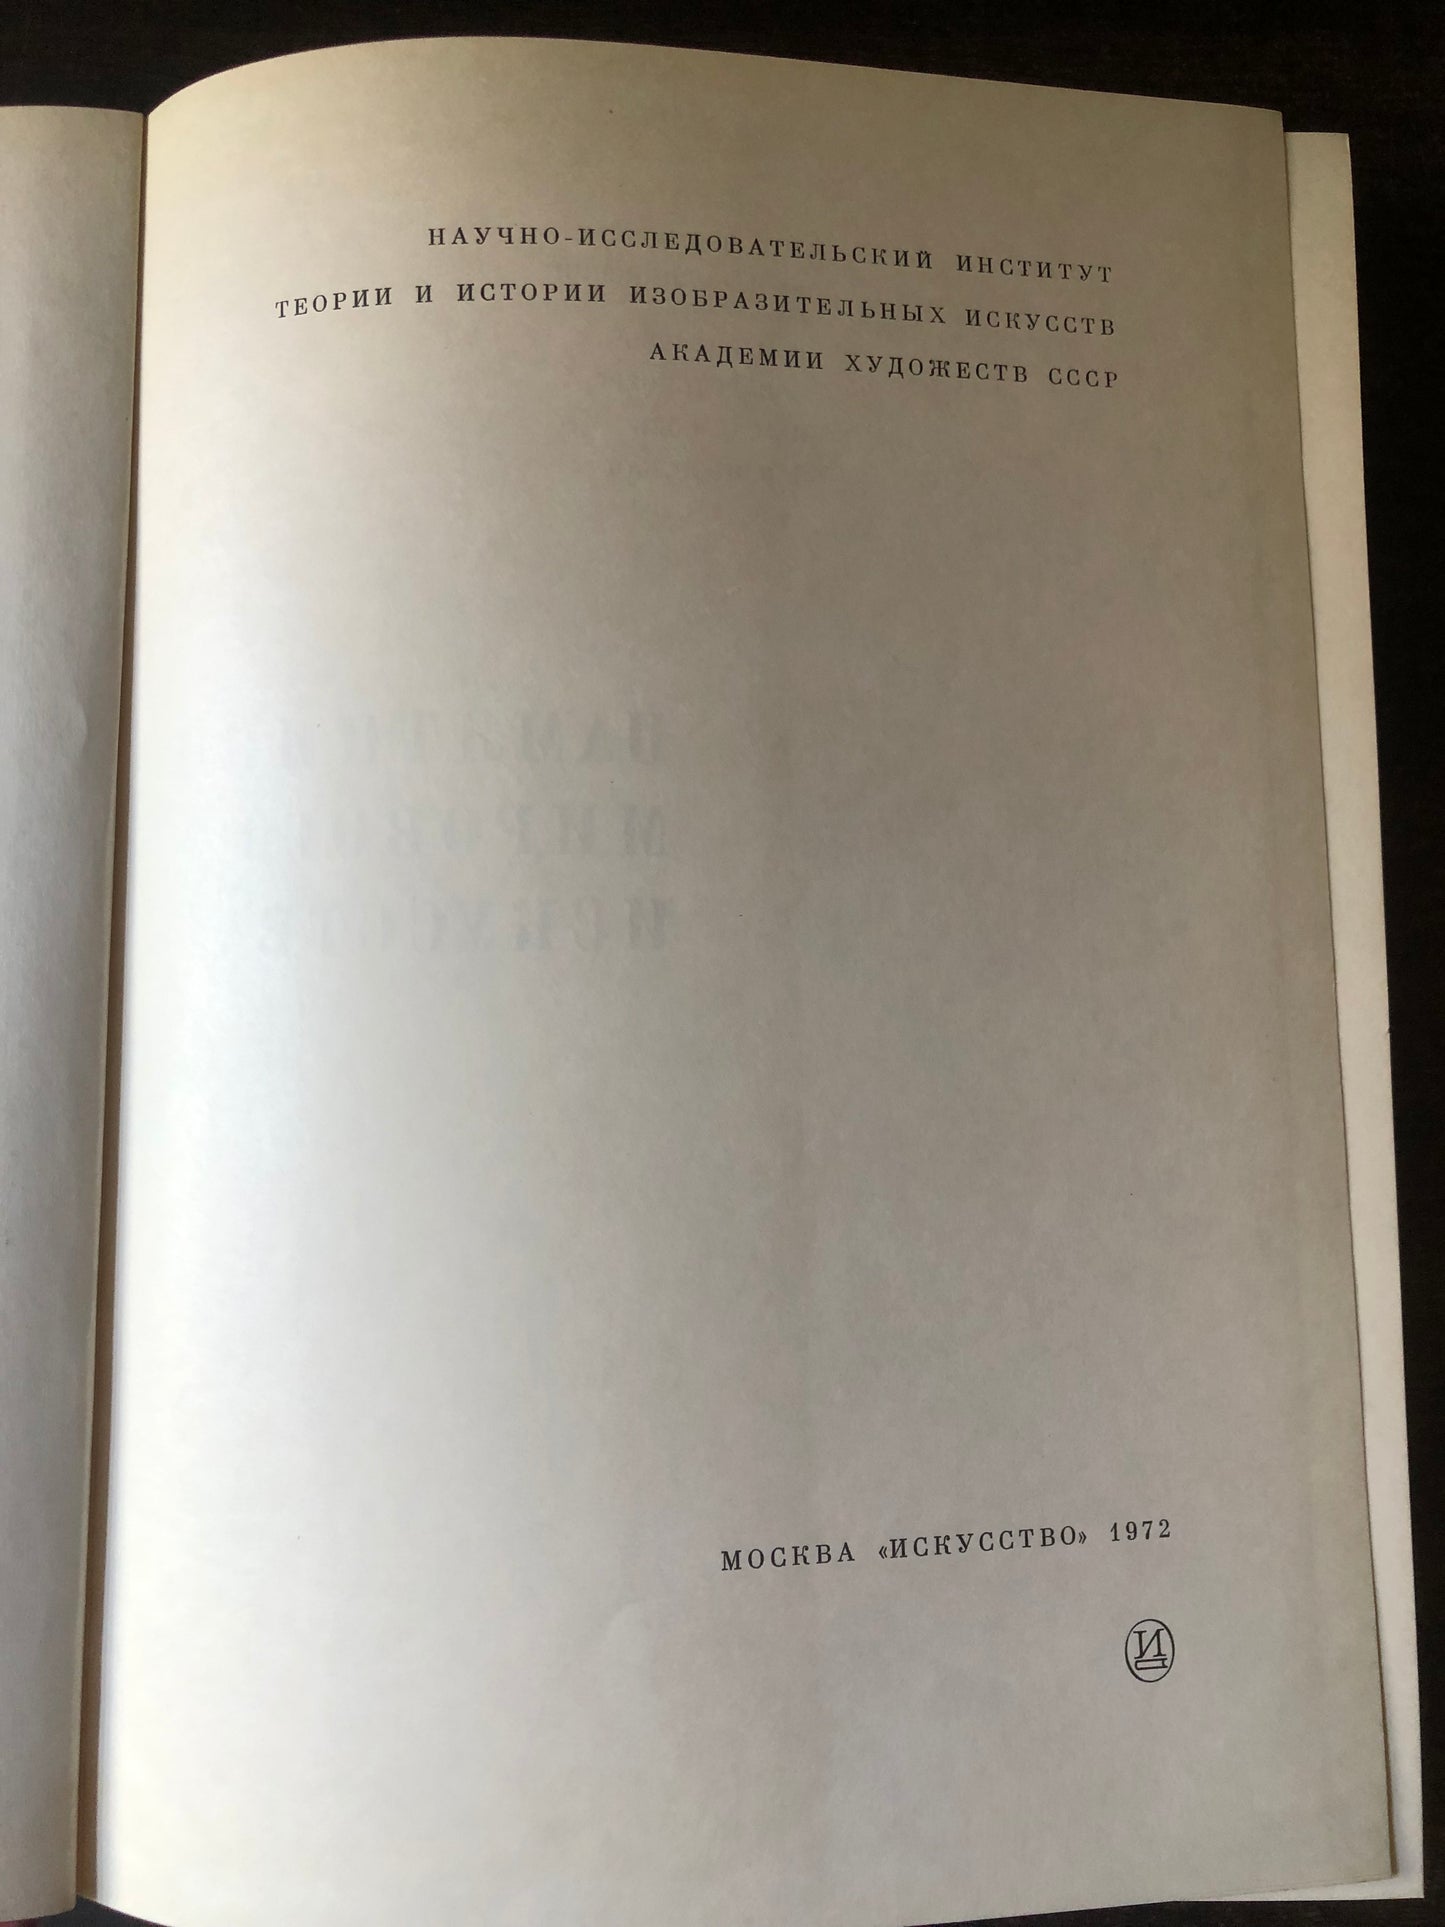 НАУЧНО-ИССЛЕДОВАТЕЛЬСКИЙ ИНСТИТУТ
ТЕОРИИ И ИСТОРИИ ИЗОБРАЗИТЕЛЬНЫХ ИСКУССТВ
АКАДЕМИИ ХУДОЖЕСТВ СССР
МОСКВА «ИСКУССТВО» 1972
И